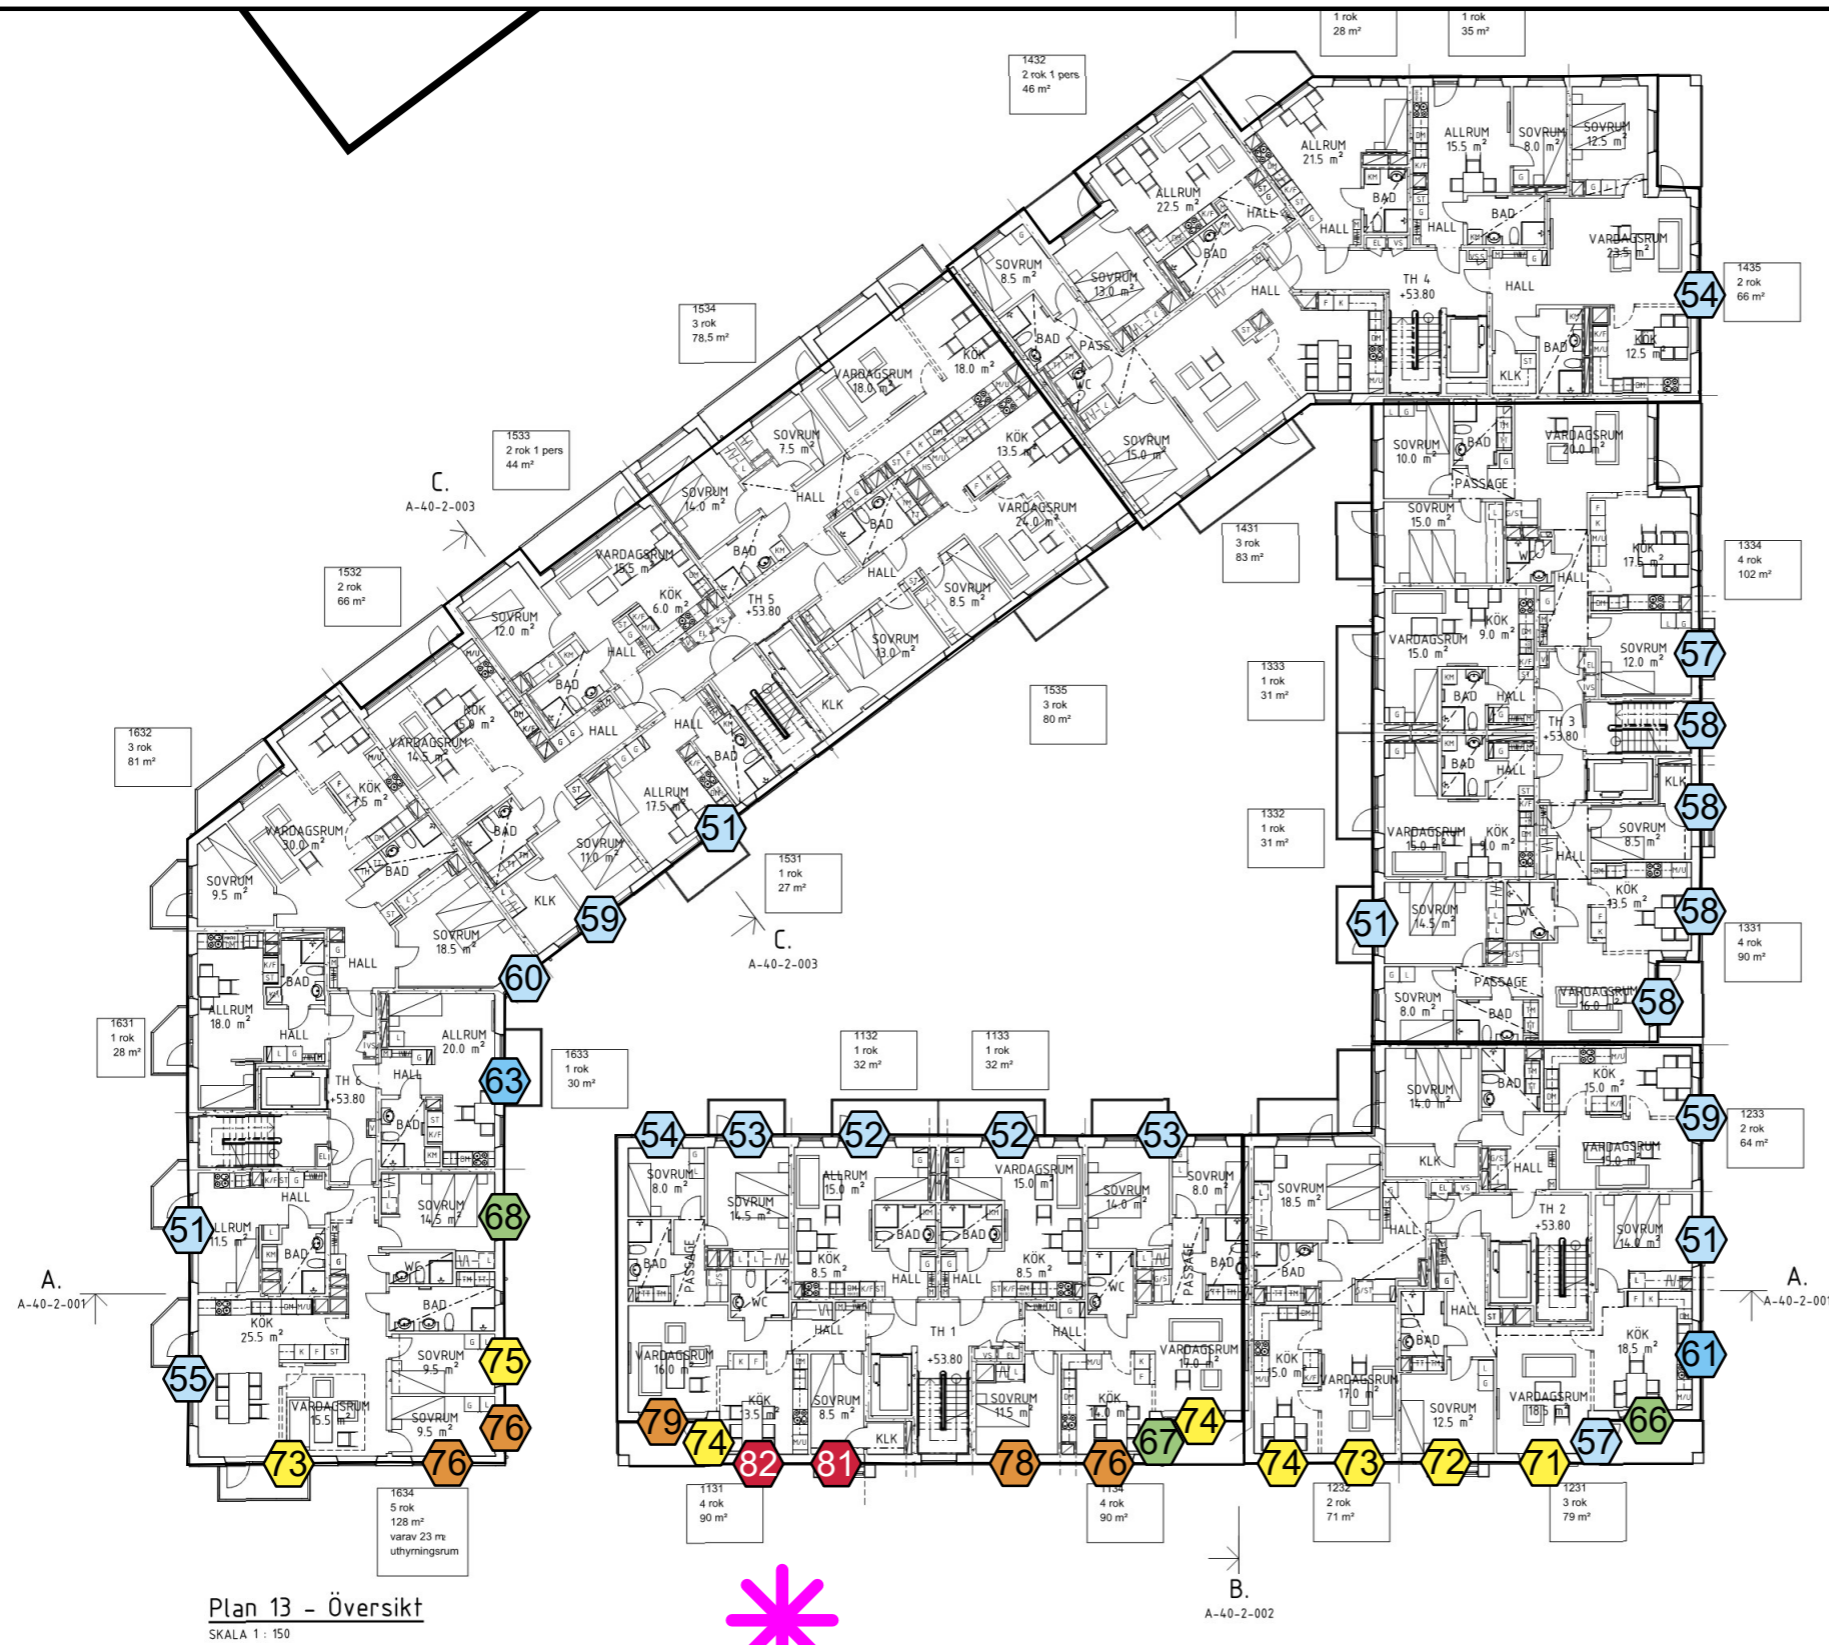 1 rok
28 m²
1 rok
35 m²
1432
2 rok 1 pers
46 m²
ALLRUM
21.5 m²
ALLRUM
15.5 m²
SOVRUM
8.0 m²
SOVRUM
12.5 m²
ALLRUM
22.5 m²
BAD
BAD
HALL
HALL
HALL
BAD
VARDAGSRUM
23.5 m²
SOVRUM
8.5 m²
SOVRUM
13.0 m²
HALL
TH 4
+53.80
HALL
54
1435
2 rok
66 m²
1534
3 rok
78.5 m²
BAD
PASS.
WC
KLK
BAD
KÖK
12.5 m²
KÖK
18.0 m²
VARDAGSRUM
18.0 m²
1533
2 rok 1 pers
44 m²
SOVRUM
7.5 m²
KÖK
13.5 m²
SOVRUM
15.0 m²
SOVRUM
10.0 m²
BAD
PASSAGE
VARDAGSRUM
20.0 m²
C.
A-40-2-003
SOVRUM
14.0 m²
HALL
BAD
VARDAGSRUM
24.0 m²
SOVRUM
15.0 m²
WC
HALL
KÖK
17.5 m²
1431
3 rok
83 m²
1334
4 rok
102 m²
1532
2 rok
66 m²
VARDAGSRUM
15.5 m²
BAD
KÖK
6.0 m²
TH 5
+53.80
HALL
SOVRUM
8.5 m²
SOVRUM
12.0 m²
HALL
BAD
SOVRUM
13.0 m²
VARDAGSRUM
15.0 m²
KÖK
9.0 m²
SOVRUM
12.0 m²
57
1333
1 rok
31 m²
BAD
HALL
1535
3 rok
80 m²
KLK
HALL
HALL
BAD
TH 3
+53.80
58
1632
3 rok
81 m²
KÖK
15.0 m²
VARDAGSRUM
14.5 m²
KÖK
7.5 m²
BAD
HALL
KLK
58
ALLRUM
17.5 m²
51
1332
1 rok
31 m²
VARDAGSRUM
15.0 m²
KÖK
9.0 m²
SOVRUM
8.5 m²
HALL
VARDAGSRUM
30.0 m²
BAD
BAD
SOVRUM
11.0 m²
1531
1 rok
27 m²
SOVRUM
9.5 m²
KLK
59
51
SOVRUM
14.5 m²
WC
KÖK
13.5 m²
58
1331
4 rok
90 m²
C.
A-40-2-003
SOVRUM
18.5 m²
60
HALL
BAD
ALLRUM
18.0 m²
PASSAGE
SOVRUM
8.0 m²
BAD
VARDAGSRUM
16.0 m²
58
1631
1 rok
28 m²
HALL
ALLRUM
20.0 m²
1633
1 rok
30 m²
63
TH 6
+53.80
HALL
BAD
1132
1 rok
32 m²
1133
1 rok
32 m²
SOVRUM
14.0 m²
BAD
KÖK
15.0 m²
59
1233
2 rok
64 m²
54
53
52
52
53
VARDAGSRUM
15.0 m²
KLK
HALL
SOVRUM
8.0 m²
SOVRUM
14.5 m²
ALLRUM
15.0 m²
VARDAGSRUM
15.0 m²
SOVRUM
14.0 m²
SOVRUM
8.0 m²
SOVRUM
18.5 m²
HALL
HALL
51
ALLRUM
11.5 m²
BAD
SOVRUM
14.5 m²
68
TH 2
+53.80
SOVRUM
14.0 m²
51
BAD
PASSAGE
WC
KÖK
8.5 m²
BAD
BAD
HALL
HALL
KÖK
8.5 m²
WC
PASSAGE
BAD
BAD
WC
BAD
A.
A-40-2-001
A.
A-40-2-001
KÖK
25.5 m²
HALL
TH 1
+53.80
HALL
HALL
BAD
KÖK
18.5 m²
61
SOVRUM
9.5 m²
75
55
VARDAGSRUM
15.5 m²
SOVRUM
9.5 m²
76
73
76
VARDAGSRUM
16.0 m²
79
74
KÖK
3.5 m²
82
SOVRUM
8.5 m²
81
KLK
SOVRUM
11.5 m²
78
KÖK
14.0 m²
76
VARDAGSRUM
17.0 m²
67
74
KÖK
15.0 m²
74
VARDAGSRUM
17.0 m²
73
SOVRUM
12.5 m²
72
VARDAGSRUM
18.5 m²
71
57
66
1634
5 rok
128 m²
varav 23 m²
uthyrningsrum
1131
4 rok
90 m²
1134
4 rok
90 m²
1232
2 rok
71 m²
1231
3 rok
79 m²
B.
A-40-2-002
Plan 13 - Översikt
SKALA 1 : 150